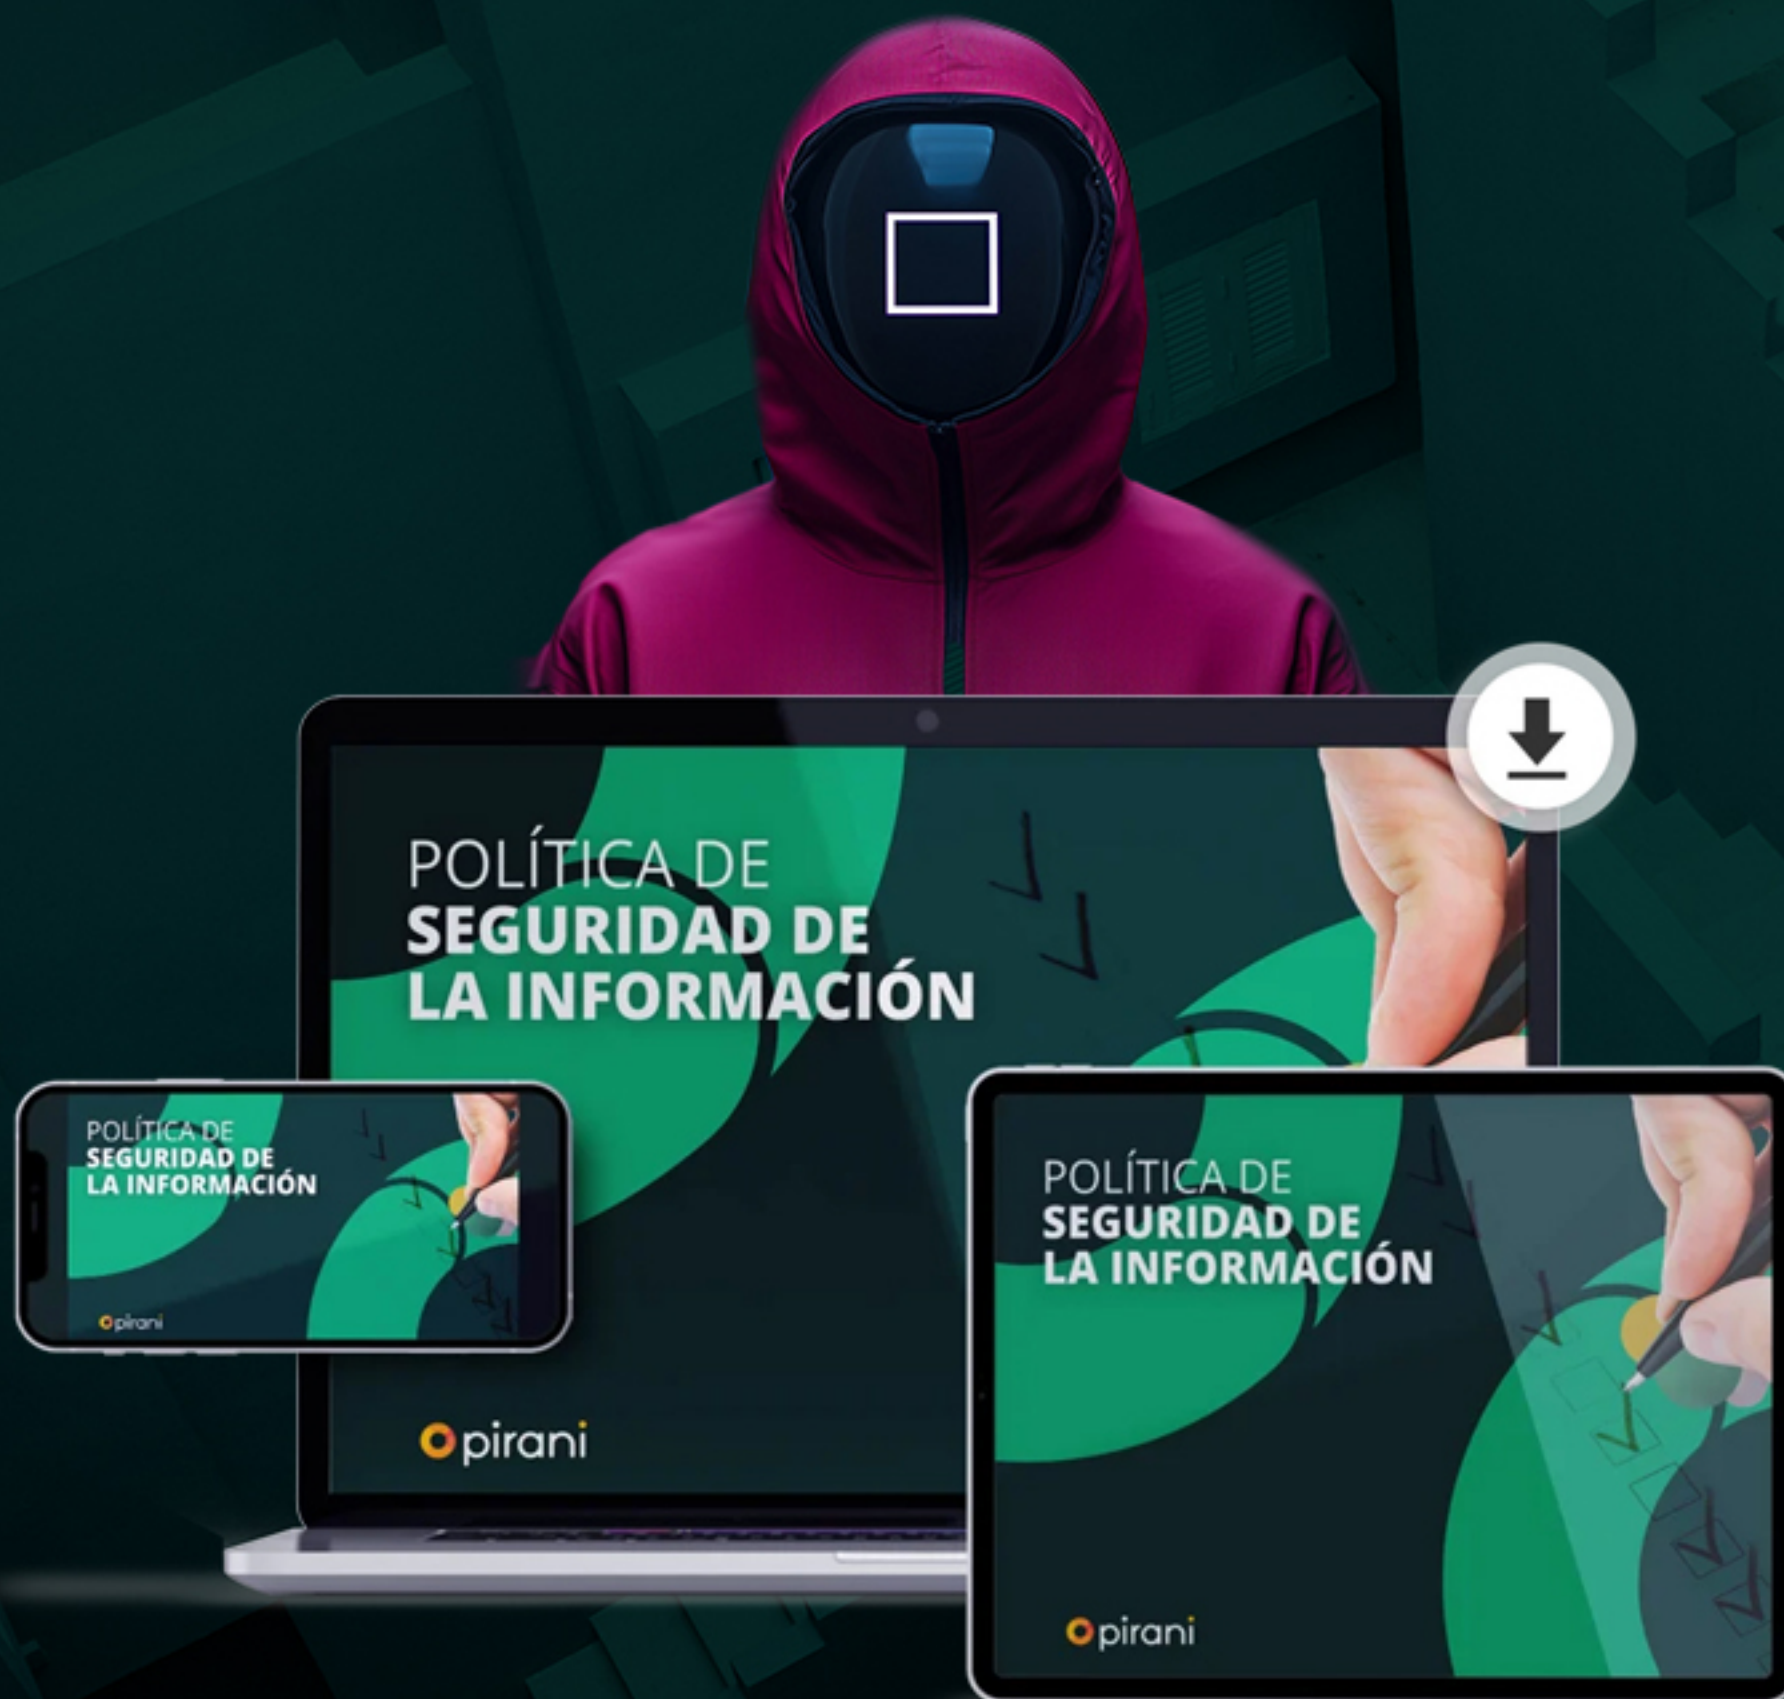 POLÍTICA DE
SEGURIDAD DE
LA INFORMACIÓN
pirani
POLÍTICA DE
SEGURIDAD DE
LA INFORMACIÓN
pirani
POLÍTICA DE
SEGURIDAD DE
LA INFORMACIÓN
pirani